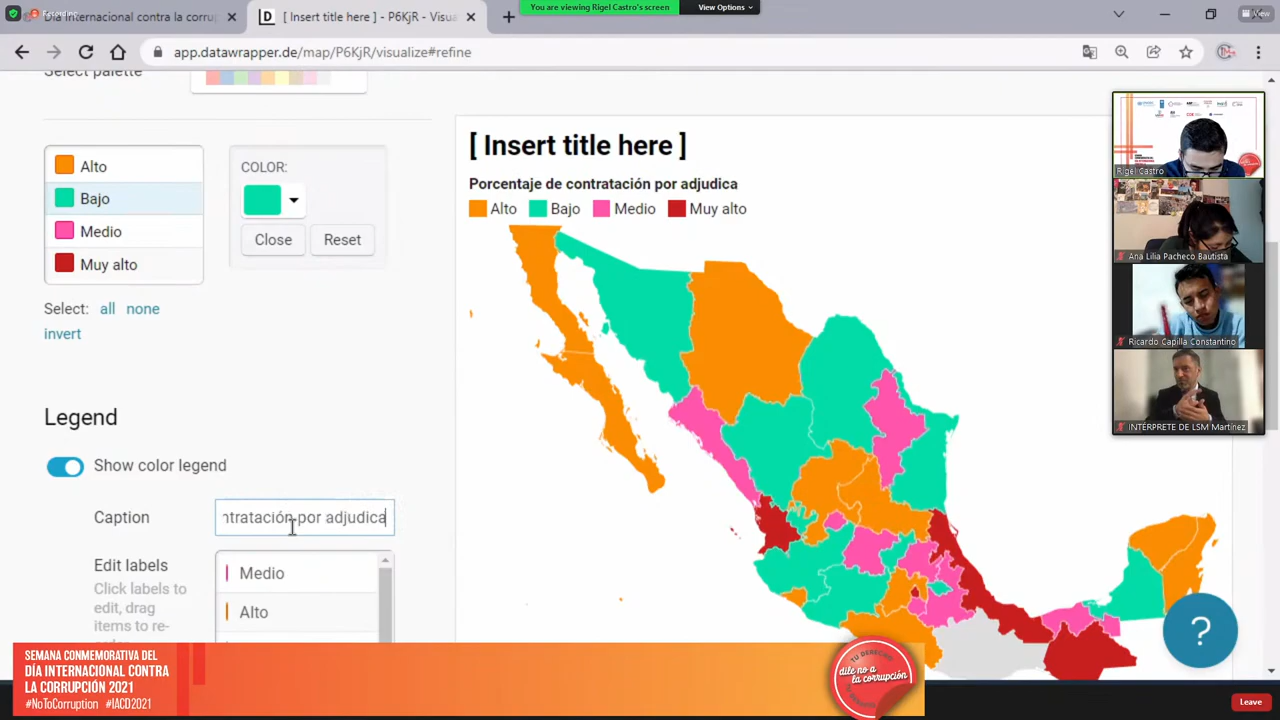 Recording
Internacional contra la corrup
[ Insert title here ] - P6KjR - Visua
You are viewing Rigel Castro's screen
View Options
View
app.datawrapper.de/map/P6KjR/visualize#refine
Select palette
Alto
Bajo
Medio
Muy alto
COLOR:
Close
Reset
Select: all none
invert
Legend
Show color legend
Caption
ntratación por adjudica
Edit labels
Click labels to
edit, drag
items to re-
Medio
Alto
[ Insert title here ]
Porcentaje de contratación por adjudica
Alto Bajo Medio Muy alto
Rigel Castro
Ana Lilia Pacheco Bautista
Ricardo Capilla Constantino
INTÉRPRETE DE LSM Martínez
?
SEMANA CONMEMORATIVA DEL
DÍA INTERNACIONAL CONTRA
LA CORRUPCIÓN 2021
#NoToCorruption #IACD2021
TU DERECHO
dile no a
la corrupción
Leave